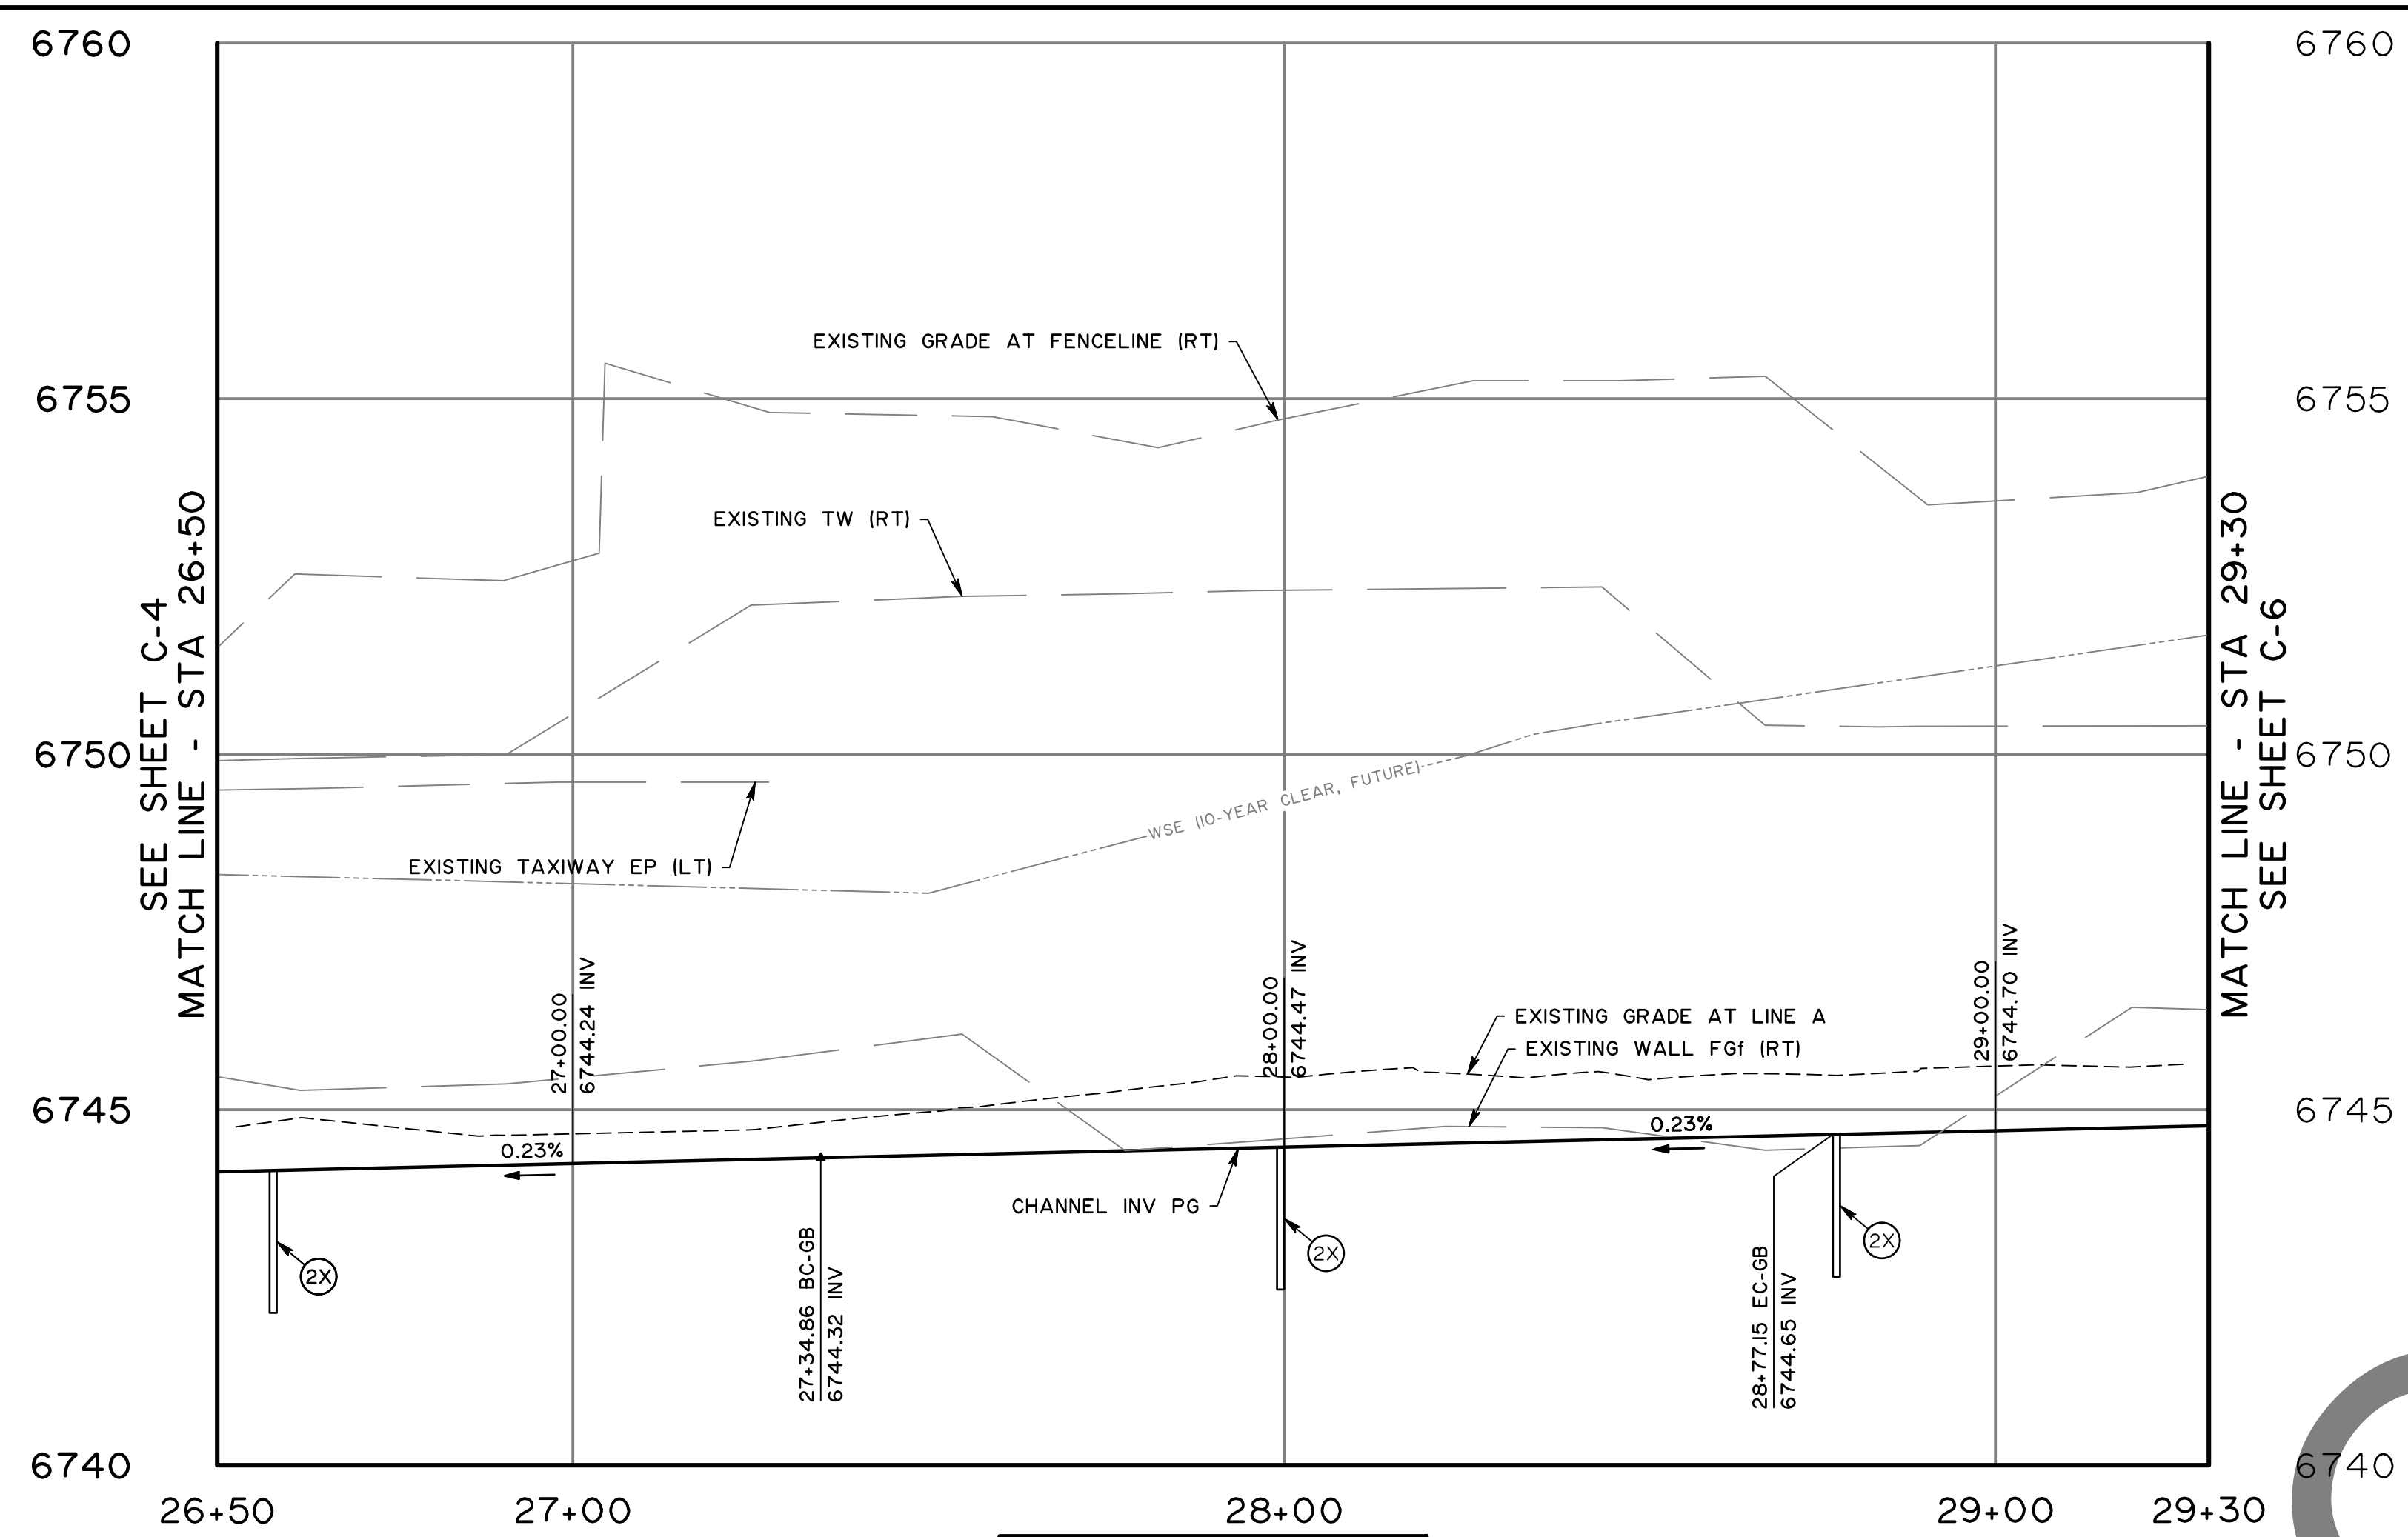 6760
6760
EXISTING GRADE AT FENCELINE (RT)
6755
6755
SEE SHEET C-4
MATCH LINE - STA 26+50
EXISTING TW (RT)
MATCH LINE - STA 29+30
SEE SHEET C-6
6750
6750
WSE (10-YEAR CLEAR, FUTURE)
EXISTING TAXIWAY EP (LT)
27+00.00
6744.24 INV
28+00.00
6744.47 INV
29+00.00
6744.70 INV
EXISTING GRADE AT LINE A
EXISTING WALL FGf (RT)
6745
6745
0.23%
0.23%
CHANNEL INV PG
2X
2X
2X
27+34.86 BC-GB
6744.32 INV
28+77.15 EC-GB
6744.65 INV
6740
6740
26+50
27+00
28+00
29+00
29+30